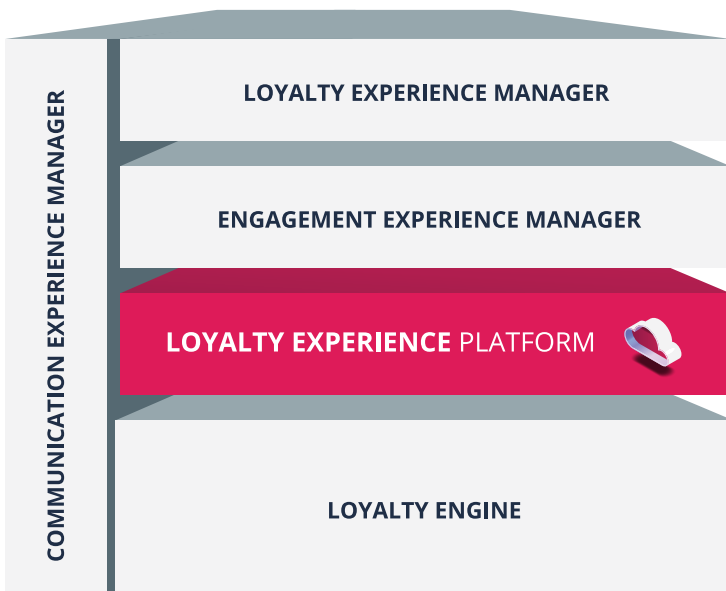 COMMUNICATION EXPERIENCE MANAGER
LOYALTY EXPERIENCE MANAGER
ENGAGEMENT EXPERIENCE MANAGER
LOYALTY EXPERIENCE PLATFORM
LOYALTY ENGINE